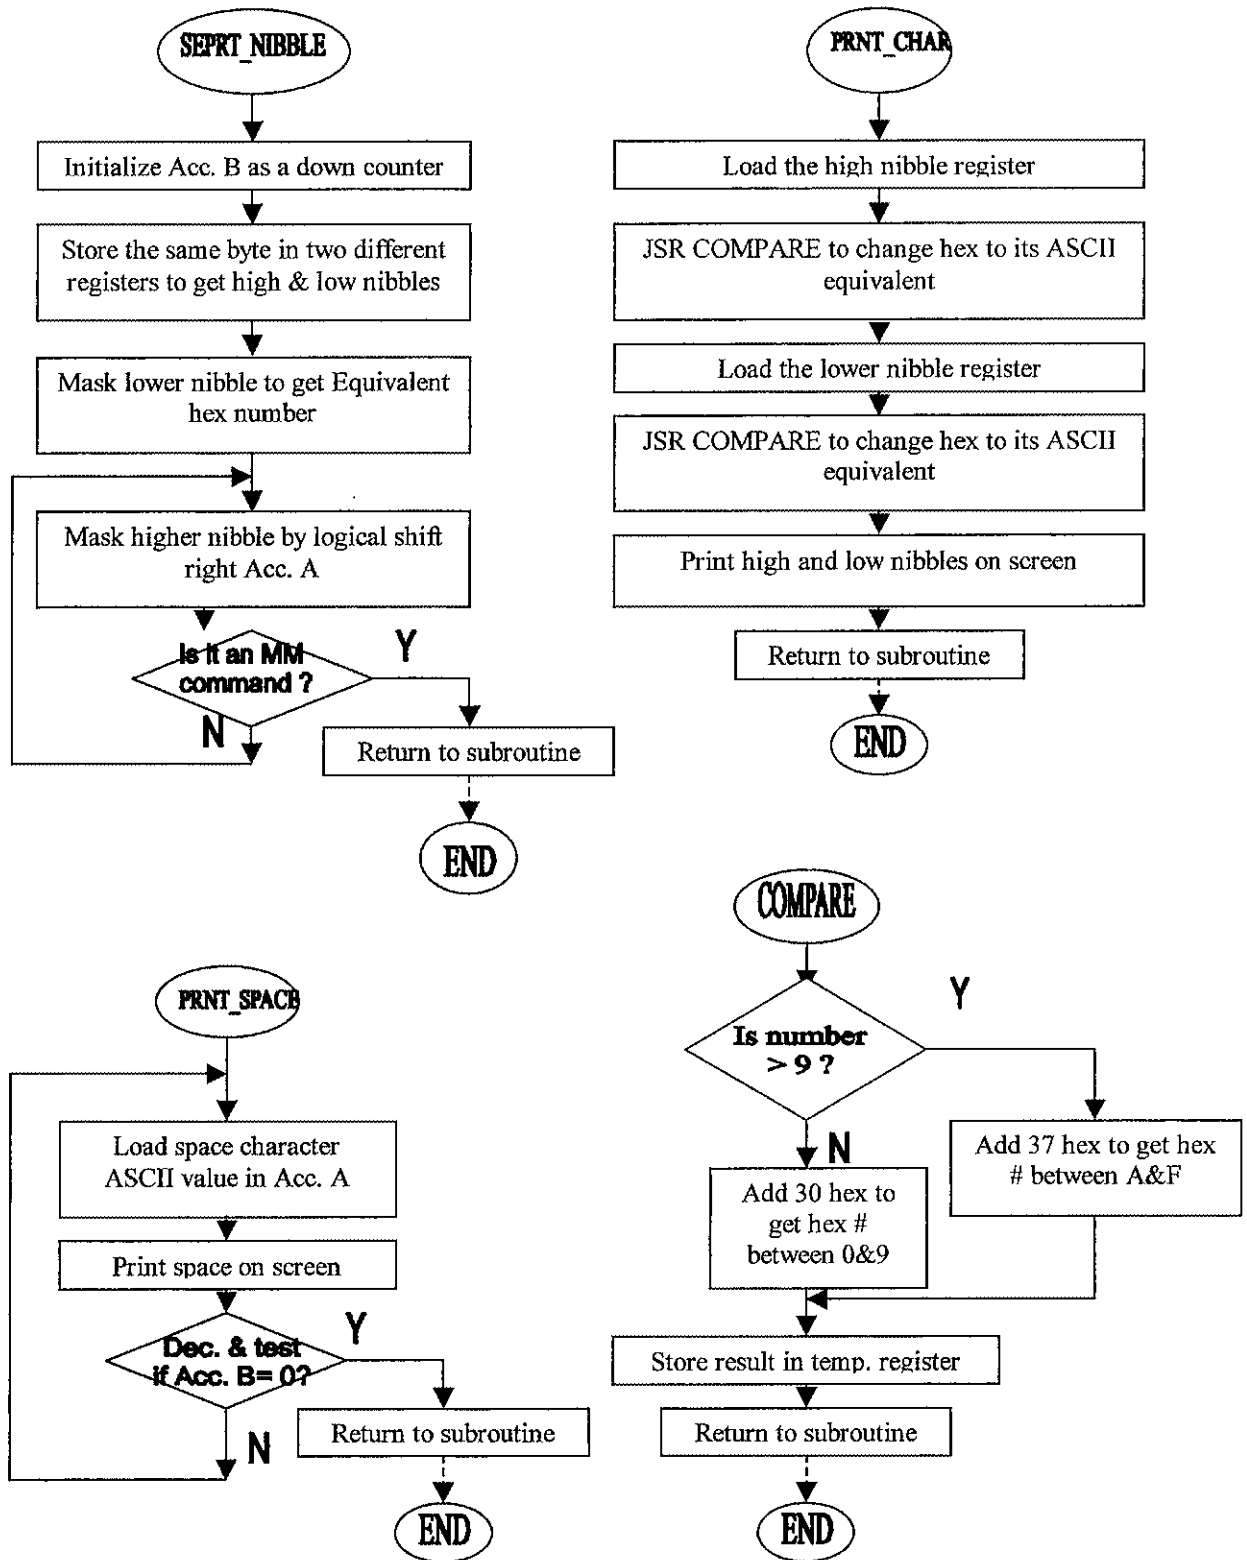 SEPRT_NIBBLE
Initialize Acc. B as a down counter
Store the same byte in two different
registers to get high & low nibbles
Mask lower nibble to get Equivalent
hex number
Mask higher nibble by logical shift
right Acc. A
Is it an MM
command ?
Y
N
Return to subroutine
END
PRNT_CHAR
Load the high nibble register
JSR COMPARE to change hex to its ASCII
equivalent
Load the lower nibble register
JSR COMPARE to change hex to its ASCII
equivalent
Print high and low nibbles on screen
Return to subroutine
END
PRNT_SPACE
Load space character
ASCII value in Acc. A
Print space on screen
Dec. & test
if Acc. B= 0?
Y
N
Return to subroutine
END
COMPARE
Is number
> 9 ?
Y
N
Add 37 hex to get hex
# between A&F
Add 30 hex to
get hex #
between 0&9
Store result in temp. register
Return to subroutine
END